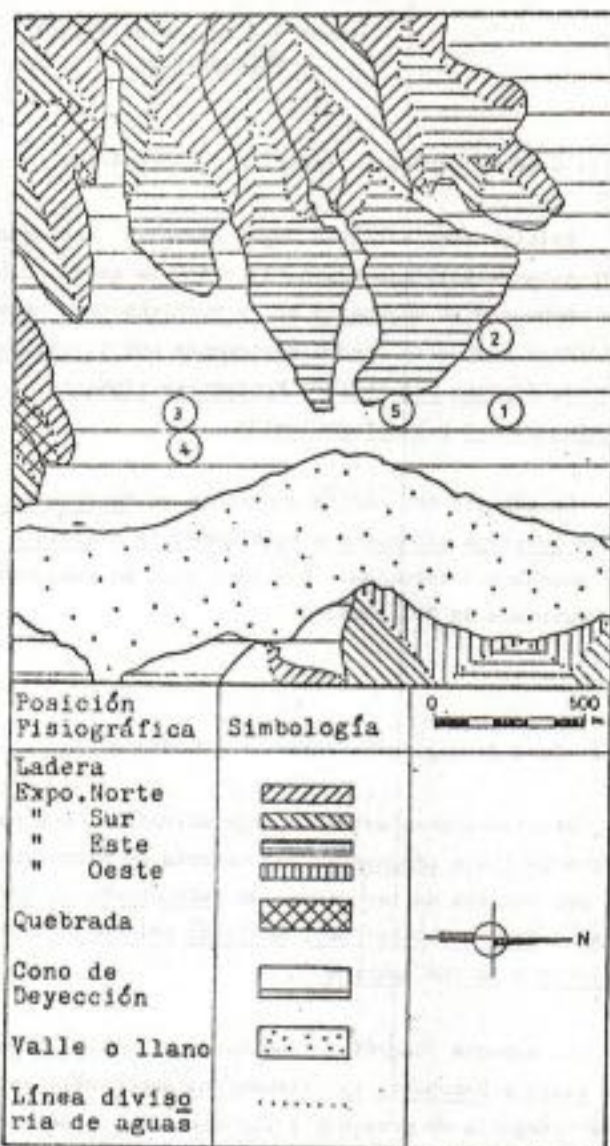 2
3
5
1
4
Posición
Fisiográfica
Simbología
0 500
m
Ladera
Expo.Norte
" Sur
" Este
" Oeste
Quebrada
N
Cono de
Deyección
Valle o llano
Línea diviso
ria de aguas